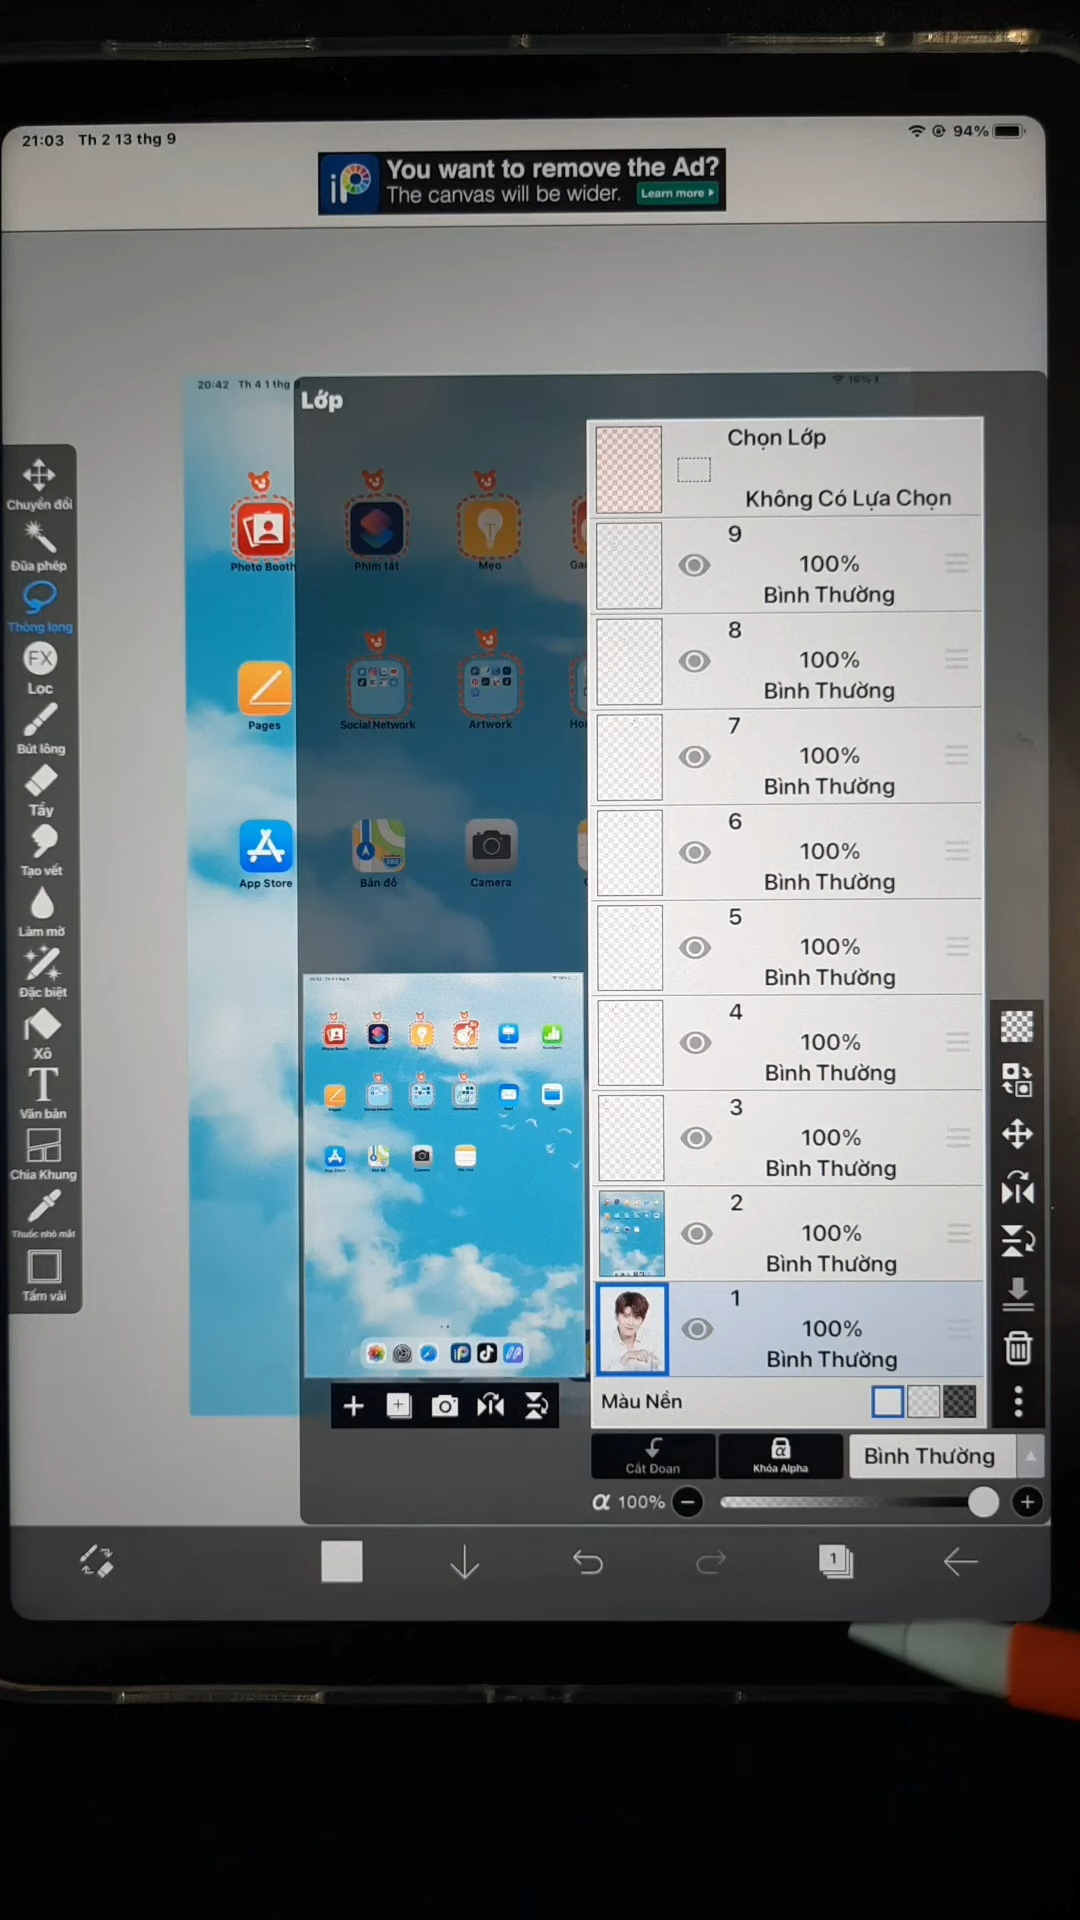 21:03 Th 2 13 thg 9
94%
iP
You want to remove the Ad?
The canvas will be wider.
Learn more
20:42 Th 4 1 thg
16%
Lớp
Chọn Lớp
Không Có Lựa Chọn
9
100%
Bình Thường
8
100%
Bình Thường
7
100%
Bình Thường
6
100%
Bình Thường
5
100%
Bình Thường
4
100%
Bình Thường
3
100%
Bình Thường
2
100%
Bình Thường
1
100%
Bình Thường
Màu Nền
Cắt Đoạn
α
Khóa Alpha
Bình Thường
α 100%
1
Chuyển đổi
Đũa phép
Thòng lọng
FX
Lọc
Bút lông
Tẩy
Tạo vết
Làm mờ
Đặc biệt
Xô
T
Văn bản
Chia Khung
Thuốc nhỏ mắt
Tấm vải
Photo Booth
Phím tắt
Mẹo
Pages
Social Network
Artwork
App Store
280
Bản đồ
Camera